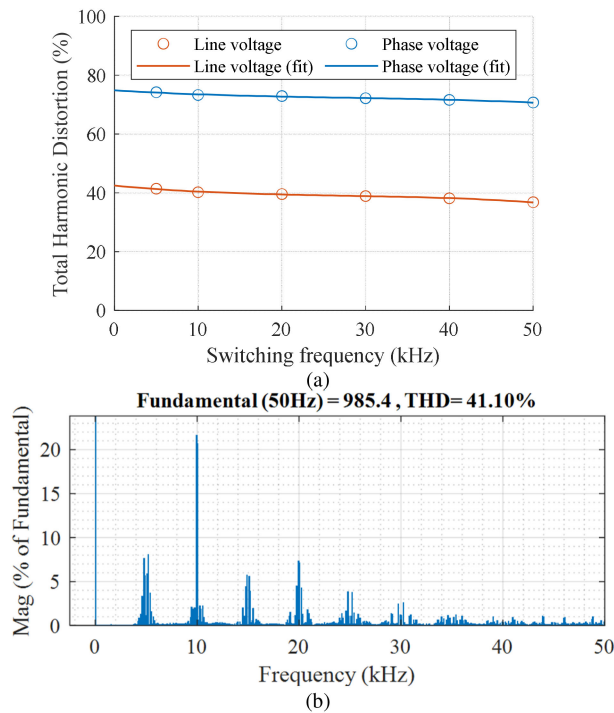 Total Harmonic Distortion (%)
100
80
60
40
20
0
Line voltage
Phase voltage
Line voltage (fit)
Phase voltage (fit)
0 10 20 30 40 50
Switching frequency (kHz)
(a)
Fundamental (50Hz) = 985.4 , THD= 41.10%
Mag (% of Fundamental)
20
15
10
5
0
0 10 20 30 40 50
Frequency (kHz)
(b)